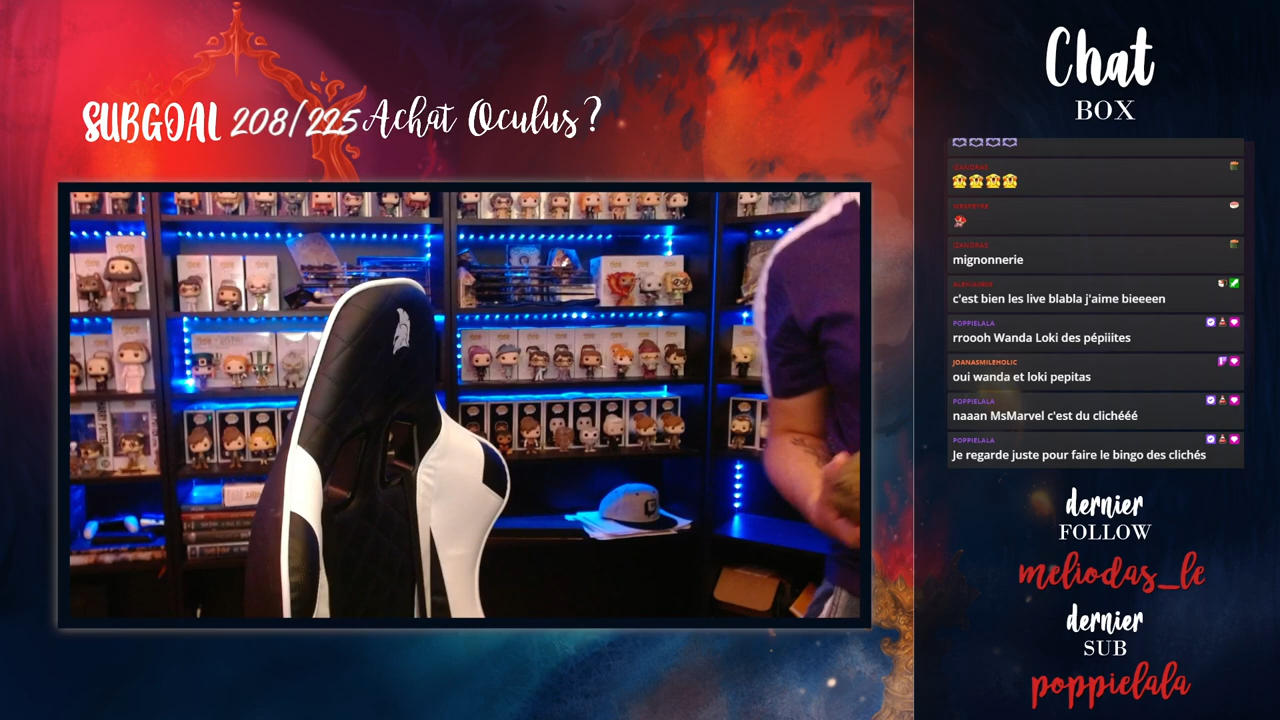 SUBGOAL 208/225 Achat Oculus?
Chat
BOX
IZANDRAS
IZANDRAS
mignonnerie
c'est bien les live blabla j'aime bieeeen
POPPIELALA
rroooh Wanda Loki des pépiiites
JOANASMILEHOLIC
oui wanda et loki pepitas
POPPIELALA
naaan MsMarvel c'est du clichééé
POPPIELALA
Je regarde juste pour faire le bingo des clichés
dernier
FOLLOW
meliodas_le
dernier
SUB
poppielala